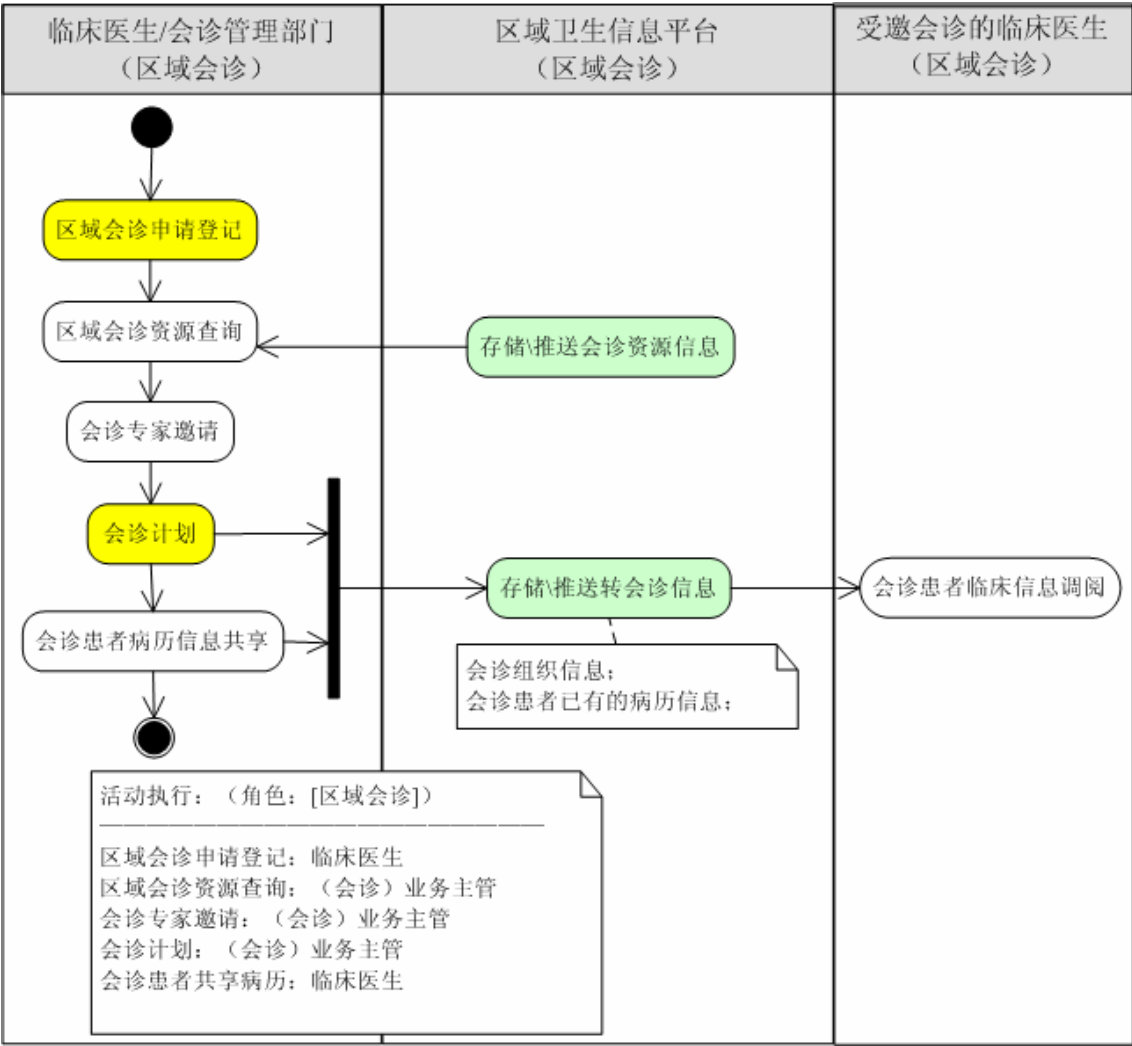 临床医生/会诊管理部门
（区域会诊）
区域卫生信息平台
（区域会诊）
受邀会诊的临床医生
（区域会诊）
区域会诊申请登记
区域会诊资源查询
存储\推送会诊资源信息
会诊专家邀请
会诊计划
存储\推送转会诊信息
会诊患者临床信息调阅
会诊患者病历信息共享
会诊组织信息；
会诊患者已有的病历信息；
活动执行：（角色：[区域会诊]）
———————————————————
区域会诊申请登记：临床医生
区域会诊资源查询：（会诊）业务主管
会诊专家邀请：（会诊）业务主管
会诊计划：（会诊）业务主管
会诊患者共享病历：临床医生